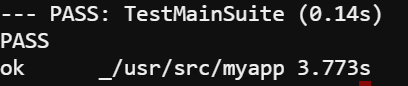 --- PASS: TestMainSuite (0.14s)
PASS
ok      _/usr/src/myapp 3.773s